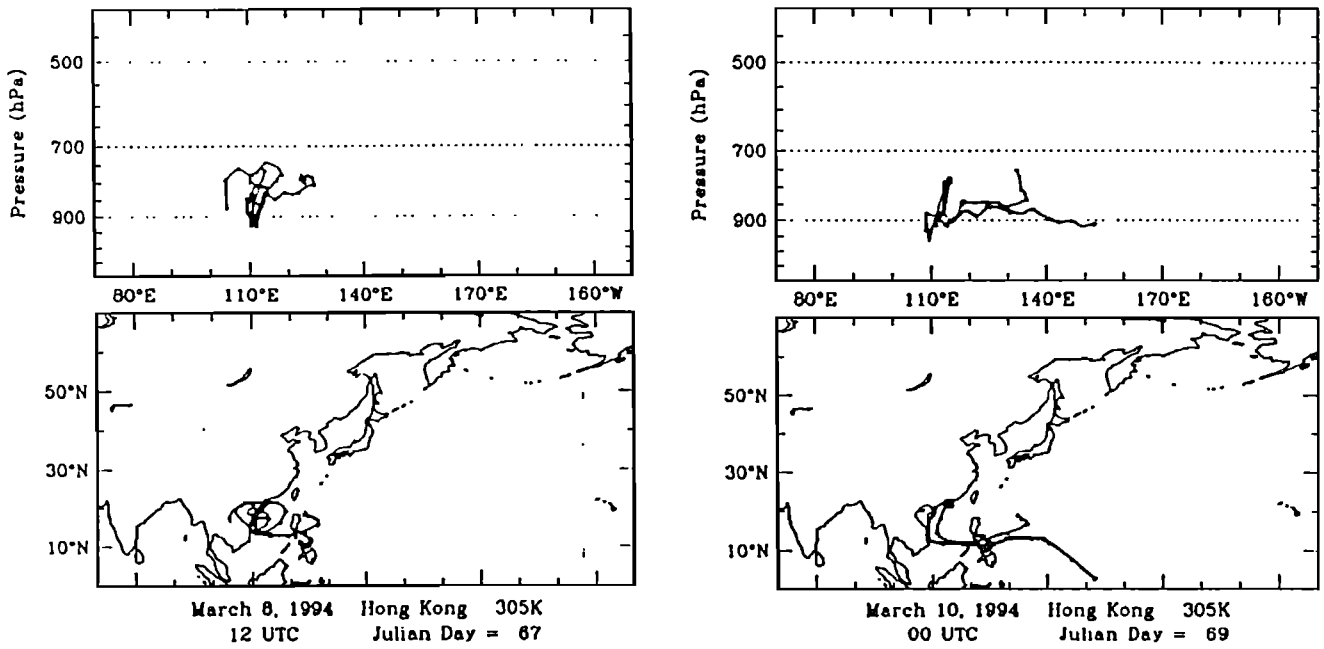 Pressure (hPa)
500
700
900
80°E 110°E 140°E 170°E 160°W
50°N
30°N
10°N
March 8, 1994 Hong Kong 305K
12 UTC Julian Day = 67
Pressure (hPa)
500
700
900
80°E 110°E 140°E 170°E 160°W
50°N
30°N
10°N
March 10, 1994 Hong Kong 305K
00 UTC Julian Day = 69